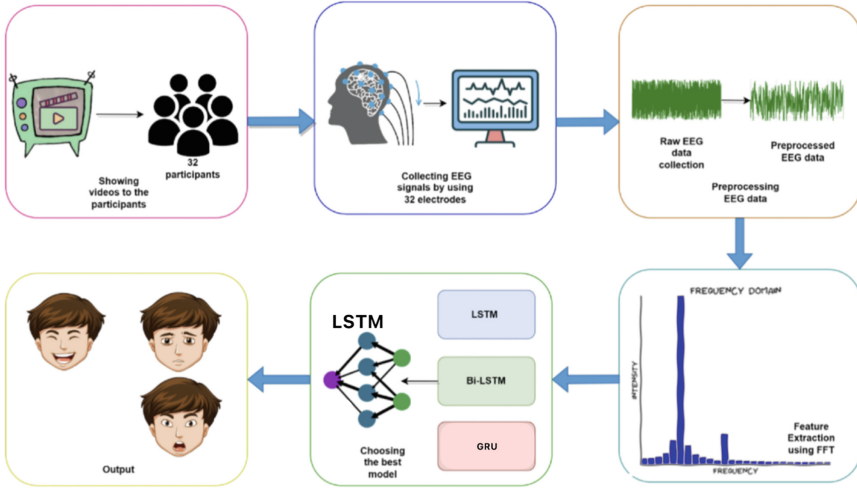 32
participants
Showing
videos to the
participants
Collecting EEG
signals by using
32 electrodes
Raw EEG
data
collection
Preprocessed
EEG data
Preprocessing
EEG data
Output
LSTM
Choosing
the best
model
LSTM
Bi-LSTM
GRU
FREQUENCY DOMAIN
INTENSITY
FREQUENCY
Feature
Extraction
using FFT